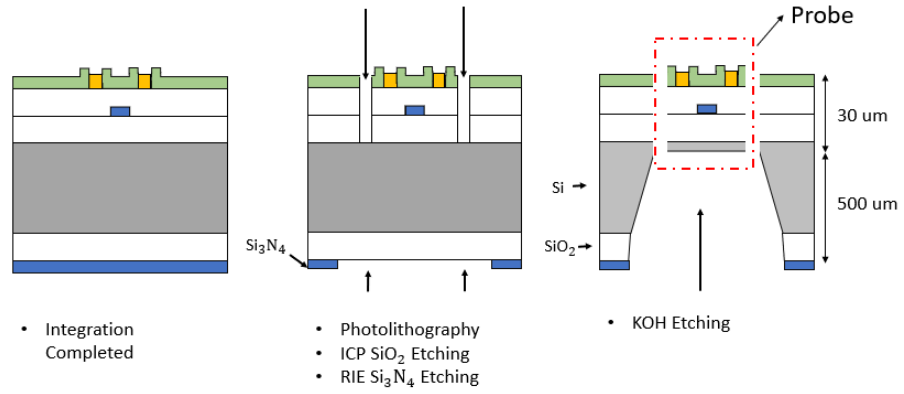 Probe
30 um
Si
500 um
Si₃N₄
SiO₂
• Integration
Completed
• Photolithography
• ICP SiO₂ Etching
• RIE Si₃N₄ Etching
• KOH Etching